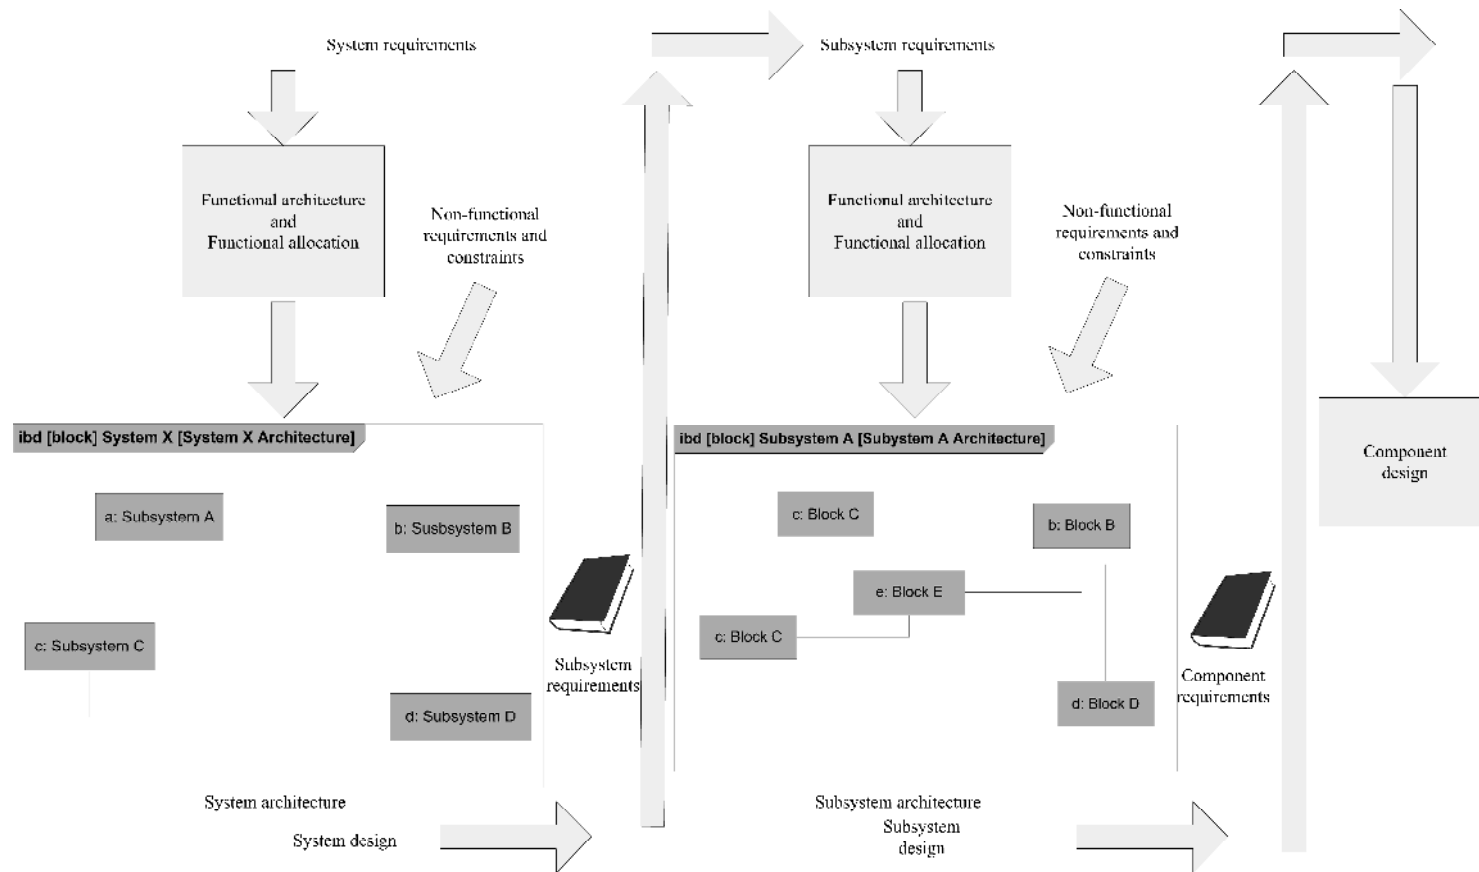 System requirements
Subsystem requirements
Functional architecture
and
Functional allocation
Non-functional
requirements and
constraints
Functional architecture
and
Functional allocation
Non-functional
requirements and
constraints
ibd [block] System X [System X Architecture]
ibd [block] Subsystem A [Subystem A Architecture]
Component
design
a: Subsystem A
b: Susbsystem B
c: Subsystem C
d: Subsystem D
Subsystem
requirements
c: Block C
b: Block B
e: Block E
c: Block C
d: Block D
Component
requirements
System architecture
System design
Subsystem architecture
Subsystem
design